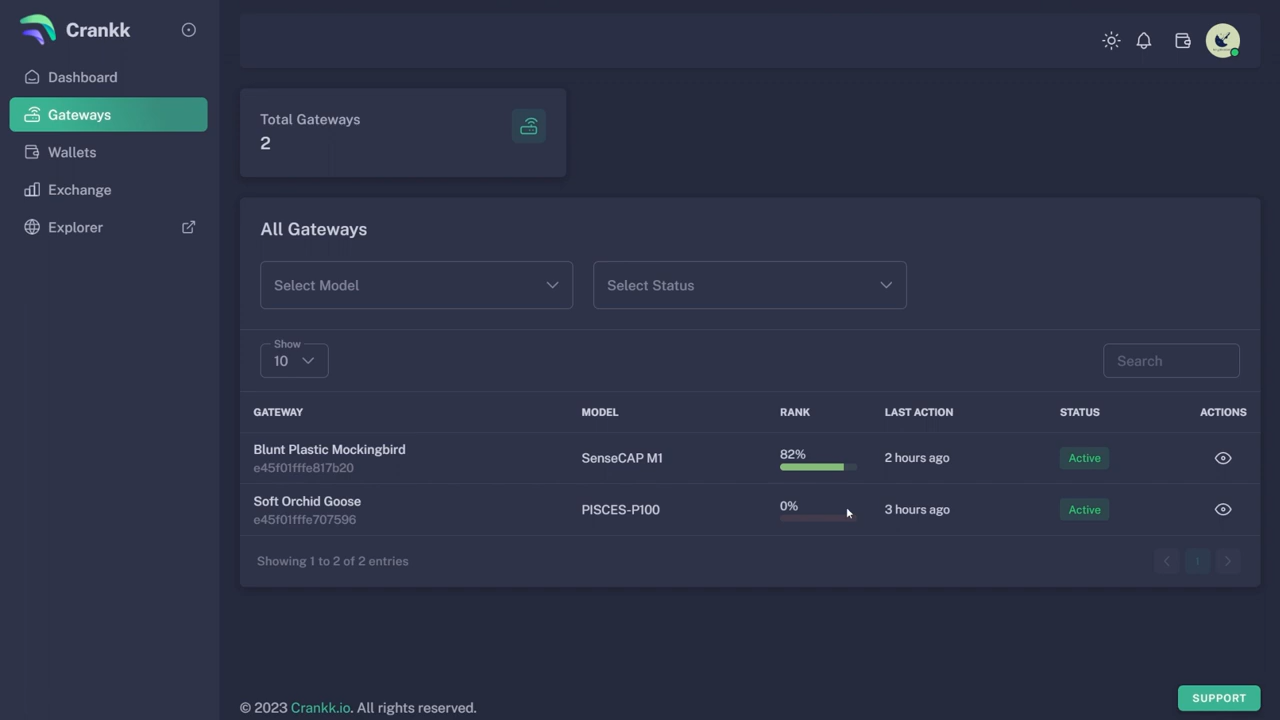 Crankk
Dashboard
Gateways
Wallets
Exchange
Explorer
Total Gateways
2
All Gateways
Select Model
Select Status
Show
10
Search
GATEWAY MODEL RANK LAST ACTION STATUS ACTIONS
Blunt Plastic Mockingbird
e45f01fffe817b20
SenseCAP M1
82%
2 hours ago
Active
Soft Orchid Goose
e45f01fffe707596
PISCES-P100
0%
3 hours ago
Active
Showing 1 to 2 of 2 entries
1
SUPPORT
© 2023 Crankk.io. All rights reserved.